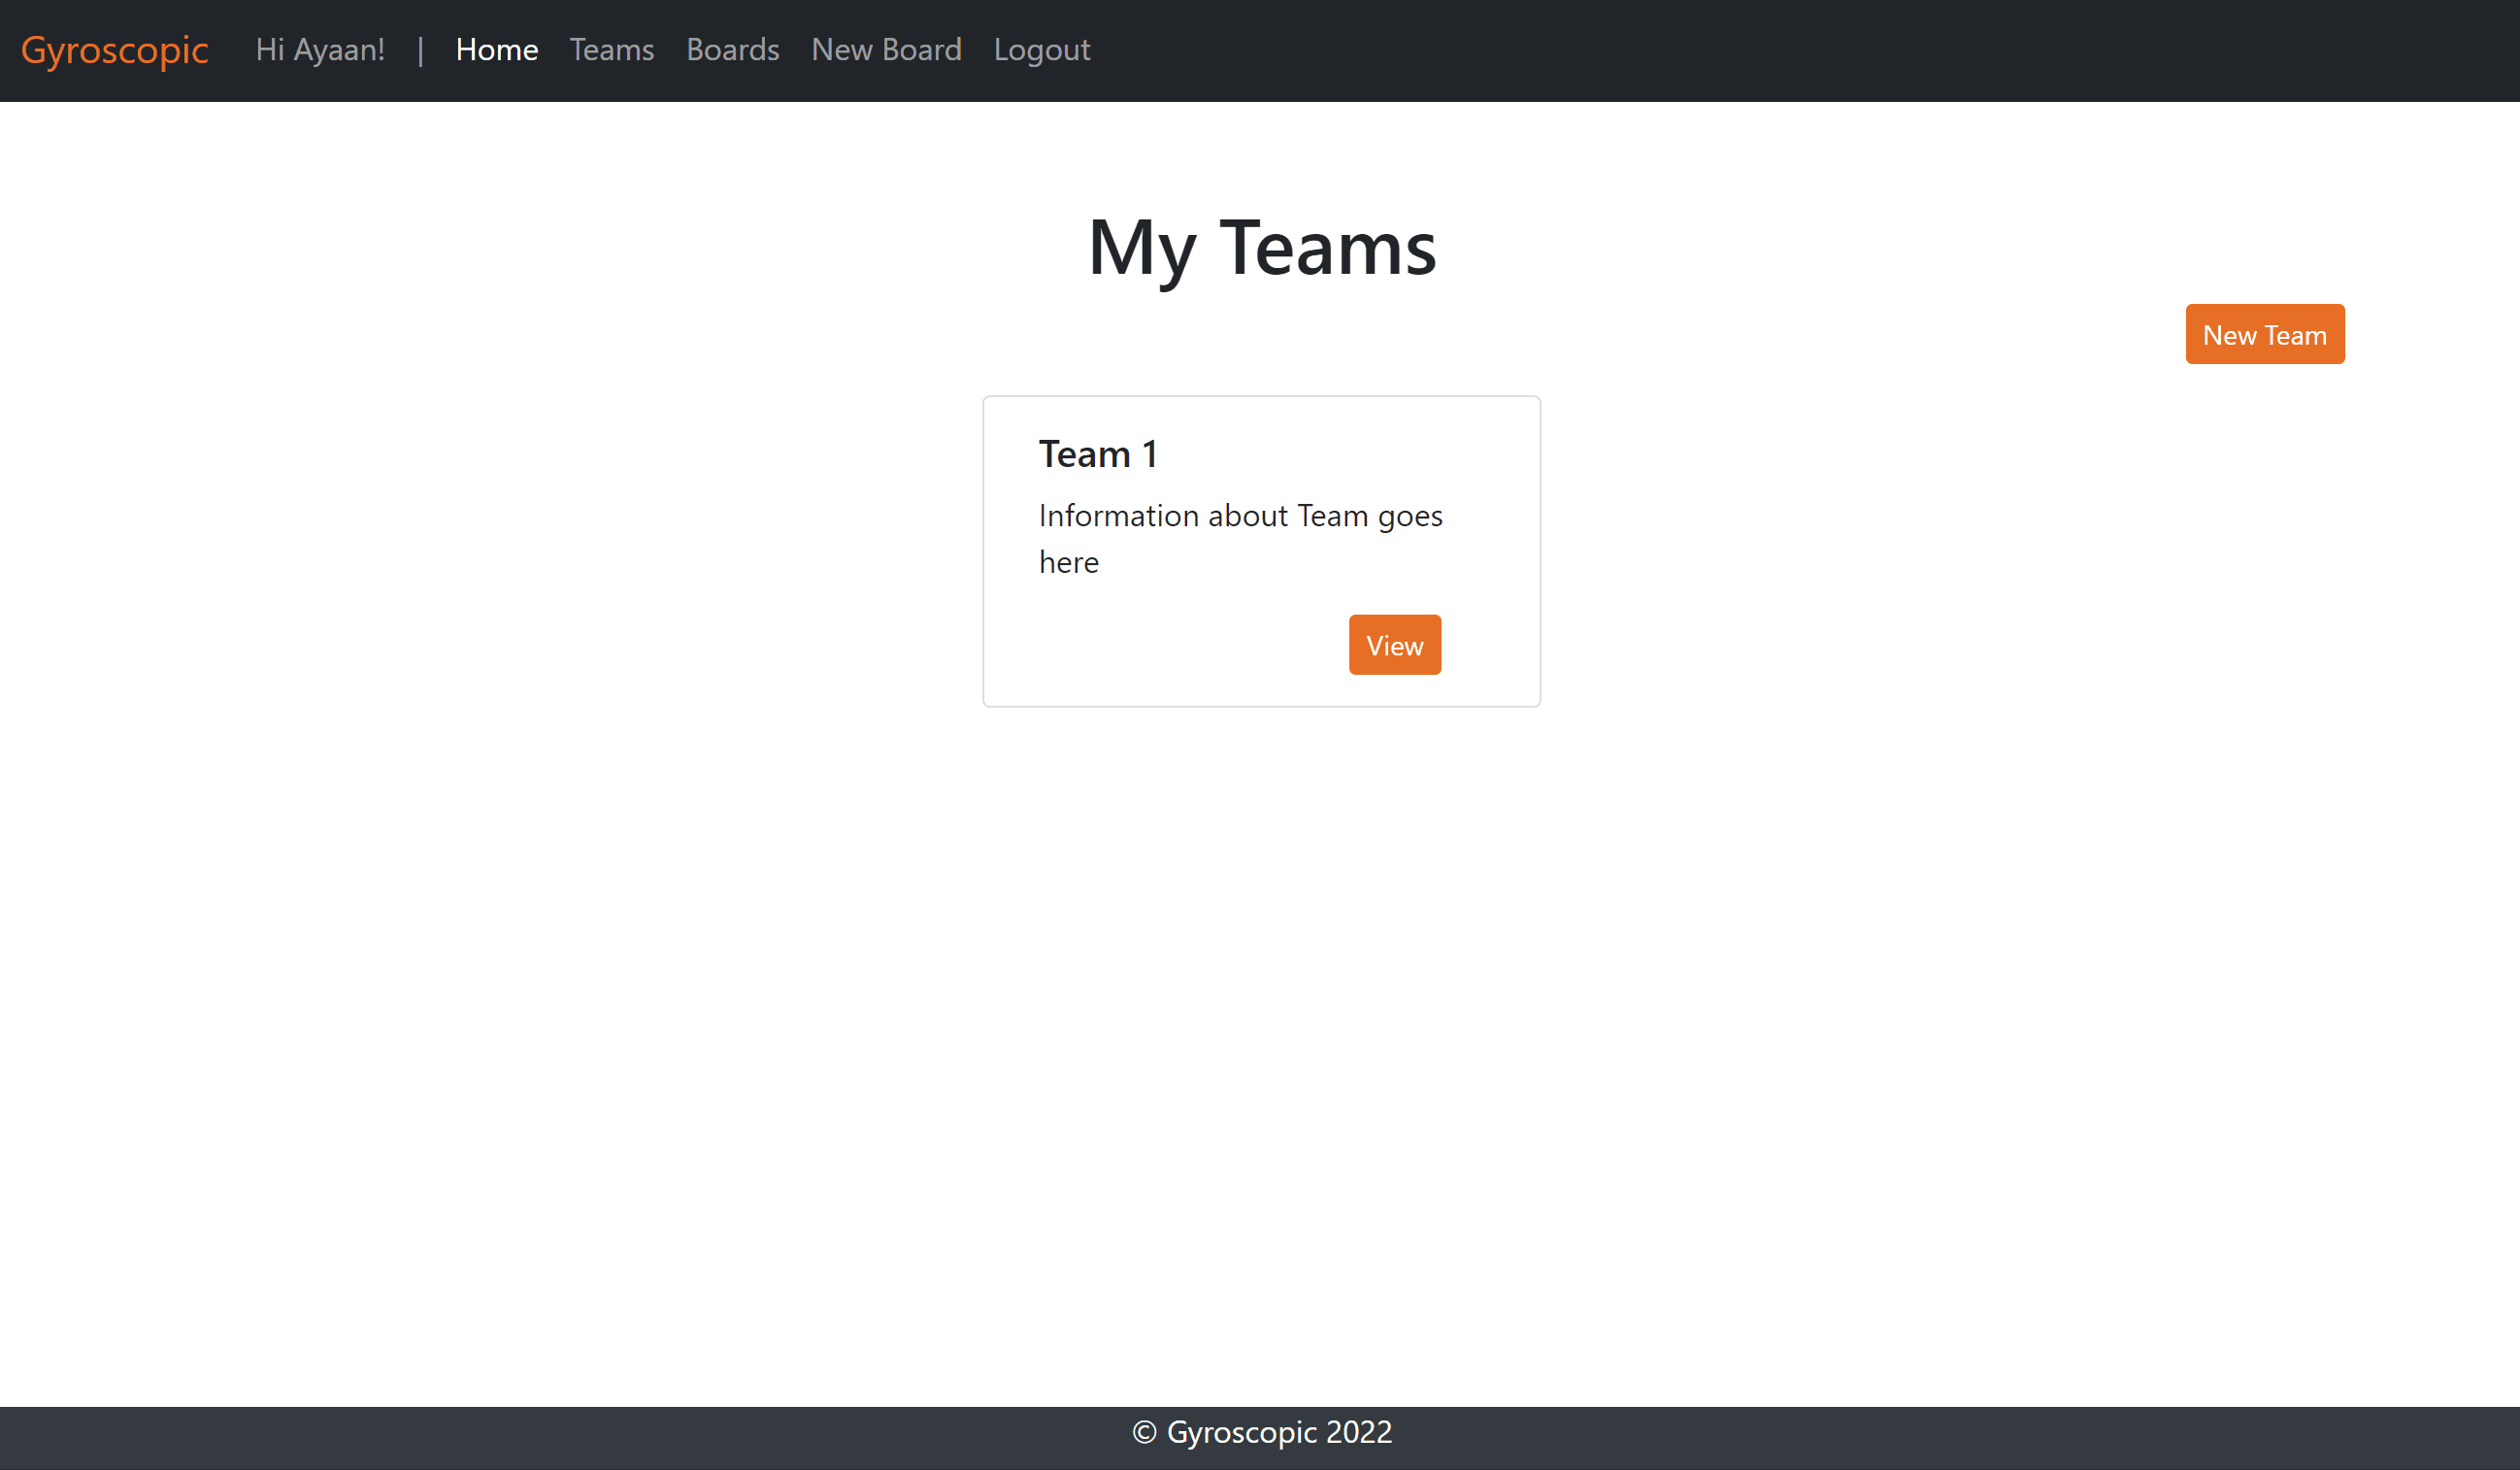 Gyroscopic Hi Ayaan! | Home Teams Boards New Board Logout
My Teams
New Team
Team 1
Information about Team goes
here
View
© Gyroscopic 2022